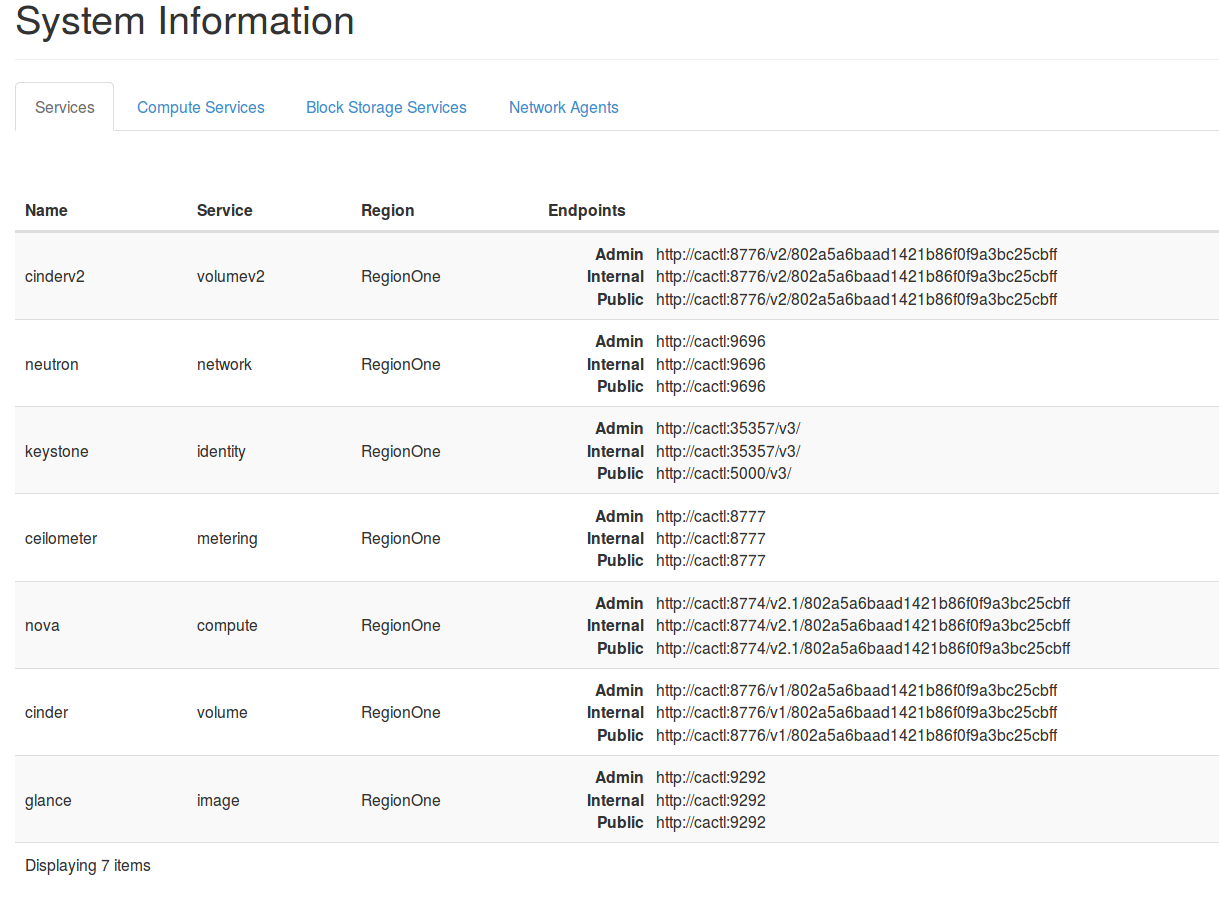 System Information
Services Compute Services Block Storage Services Network Agents
Name Service Region Endpoints
Admin http://cactl:8776/v2/802a5a6baad1421b86f0f9a3bc25cbff
cinderv2 volumev2 RegionOne Internal http://cactl:8776/v2/802a5a6baad1421b86f0f9a3bc25cbff
Public http://cactl:8776/v2/802a5a6baad1421b86f0f9a3bc25cbff
Admin http://cactl:9696
neutron network RegionOne Internal http://cactl:9696
Public http://cactl:9696
Admin http://cactl:35357/v3/
keystone identity RegionOne Internal http://cactl:35357/v3/
Public http://cactl:5000/v3/
Admin http://cactl:8777
ceilometer metering RegionOne Internal http://cactl:8777
Public http://cactl:8777
Admin http://cactl:8774/v2.1/802a5a6baad1421b86f0f9a3bc25cbff
nova compute RegionOne Internal http://cactl:8774/v2.1/802a5a6baad1421b86f0f9a3bc25cbff
Public http://cactl:8774/v2.1/802a5a6baad1421b86f0f9a3bc25cbff
Admin http://cactl:8776/v1/802a5a6baad1421b86f0f9a3bc25cbff
cinder volume RegionOne Internal http://cactl:8776/v1/802a5a6baad1421b86f0f9a3bc25cbff
Public http://cactl:8776/v1/802a5a6baad1421b86f0f9a3bc25cbff
Admin http://cactl:9292
glance image RegionOne Internal http://cactl:9292
Public http://cactl:9292
Displaying 7 items